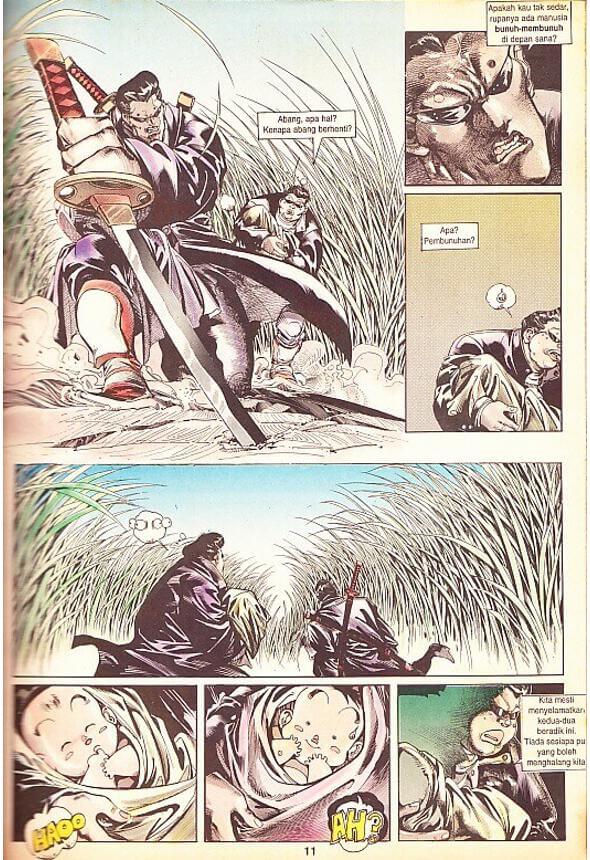 Abang, apa hal?
Kenapa abang berhenti?
Apakah kau tak sedar,
rupanya ada manusia
bunuh-membunuh
di depan sana?
Apa?
Pembunuhan?
Kita mesti
menyelamatkan
kedua-dua
beradik ini.
Tiada sesiapa pu
yang boleh
menghalang kita
HAOO
AH?
11